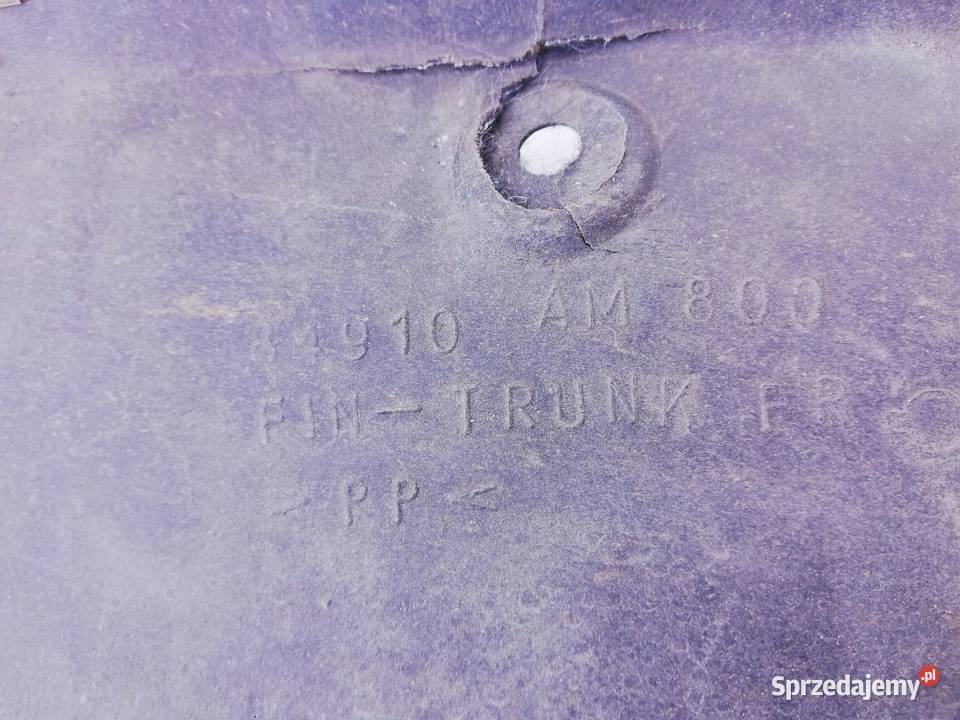 84910 AM 800
FIN-TRUNK FR
>PP<
Sprzedajemy.pl